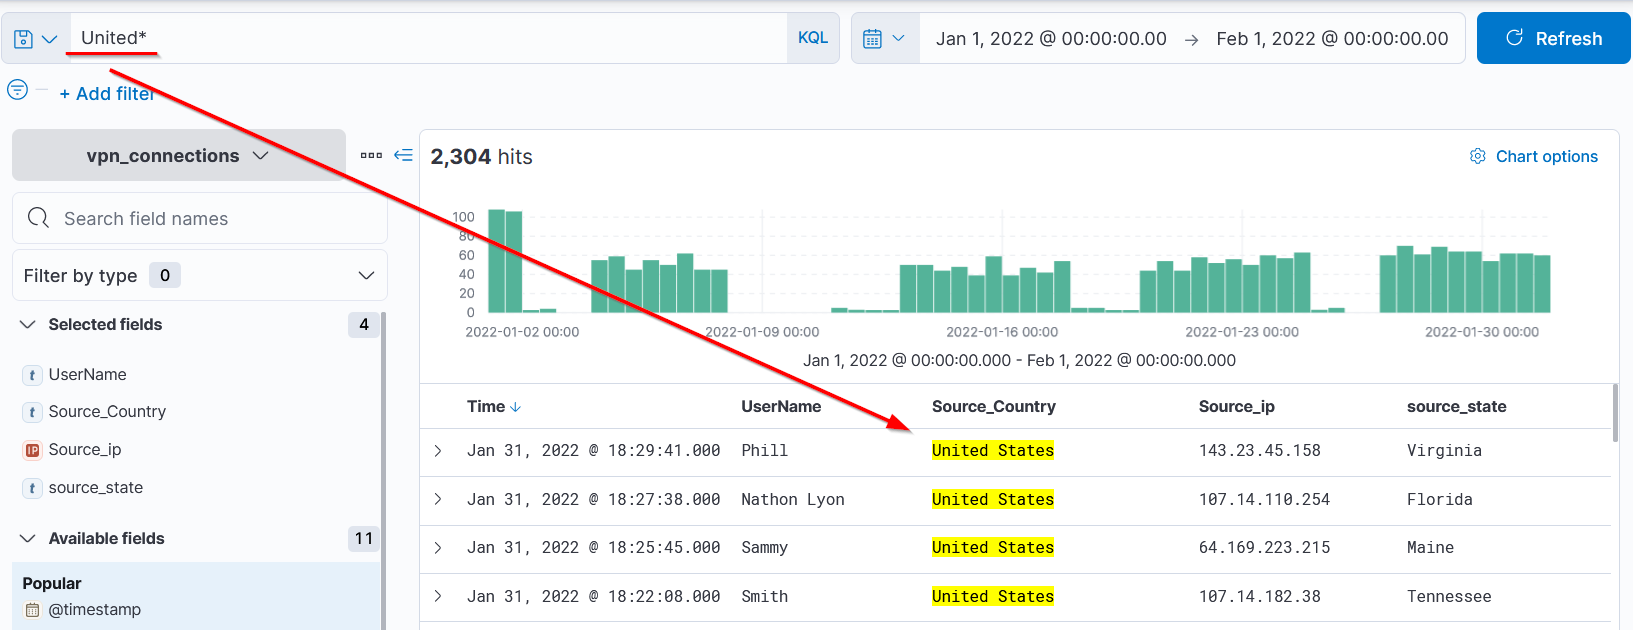 United*
KQL
Jan 1, 2022 @ 00:00:00.00 → Feb 1, 2022 @ 00:00:00.00
Refresh
+ Add filter
vpn_connections
2,304 hits
Chart options
Search field names
Filter by type 0
Selected fields 4
t UserName
t Source_Country
IP Source_ip
t source_state
Available fields 11
Popular
@timestamp
100
80
60
40
20
0
2022-01-02 00:00 2022-01-09 00:00 2022-01-16 00:00 2022-01-23 00:00 2022-01-30 00:00
Jan 1, 2022 @ 00:00:00.000 - Feb 1, 2022 @ 00:00:00.000
Time ↓ UserName Source_Country Source_ip source_state
Jan 31, 2022 @ 18:29:41.000 Phill United States 143.23.45.158 Virginia
Jan 31, 2022 @ 18:27:38.000 Nathon Lyon United States 107.14.110.254 Florida
Jan 31, 2022 @ 18:25:45.000 Sammy United States 64.169.223.215 Maine
Jan 31, 2022 @ 18:22:08.000 Smith United States 107.14.182.38 Tennessee